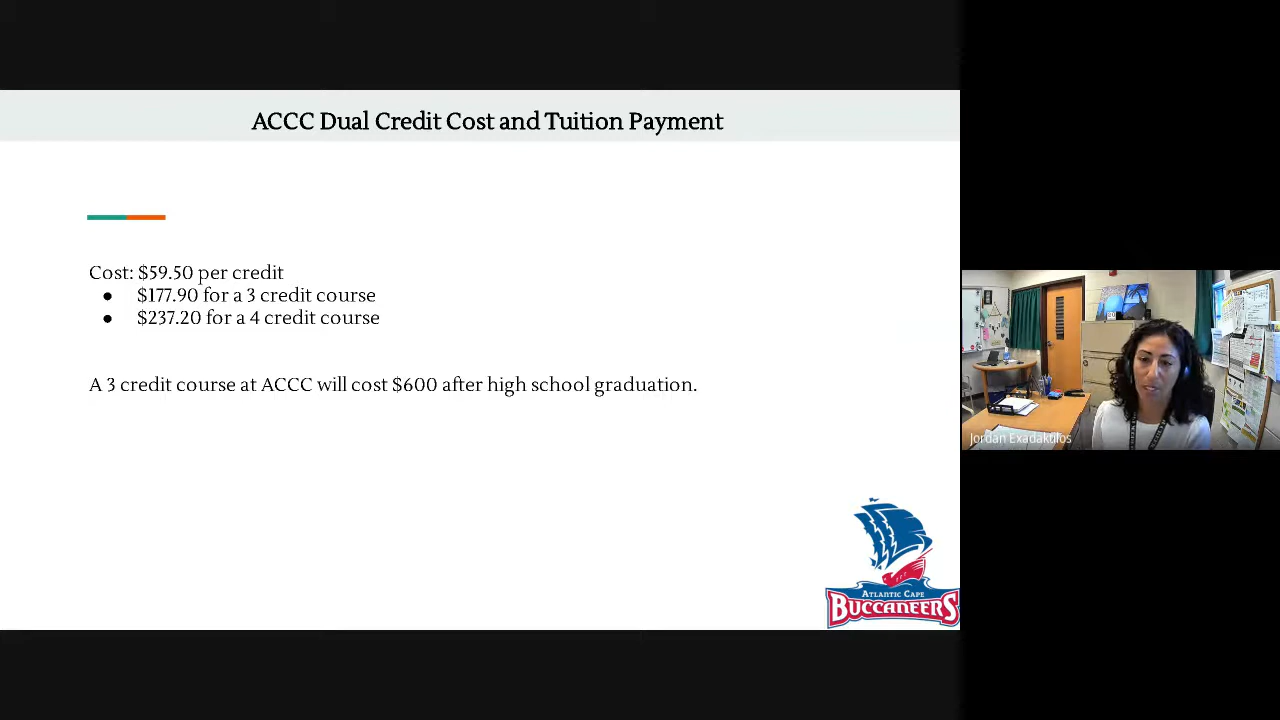 ACCC Dual Credit Cost and Tuition Payment
Cost: $59.50 per credit
● $177.90 for a 3 credit course
● $237.20 for a 4 credit course
A 3 credit course at ACCC will cost $600 after high school graduation.
ATLANTIC CAPE
BUCCANEERS
Jordan Exadaktilos